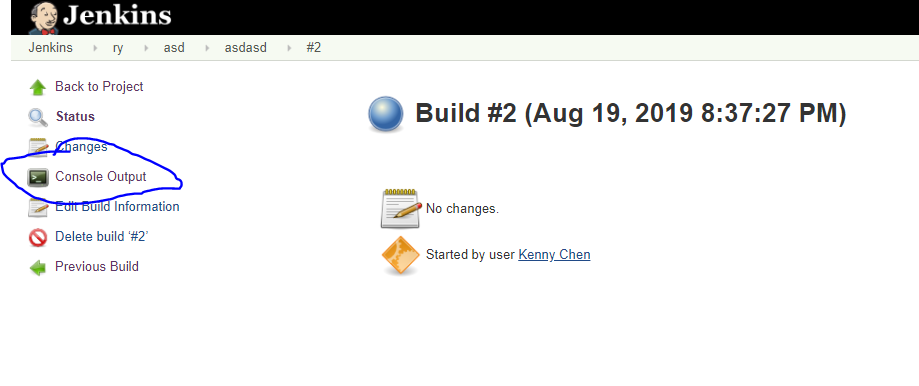 Jenkins
Jenkins ry asd asdasd #2
Back to Project
Status
Changes
Console Output
Edit Build Information
Delete build ‘#2’
Previous Build
Build #2 (Aug 19, 2019 8:37:27 PM)
No changes.
Started by user Kenny Chen